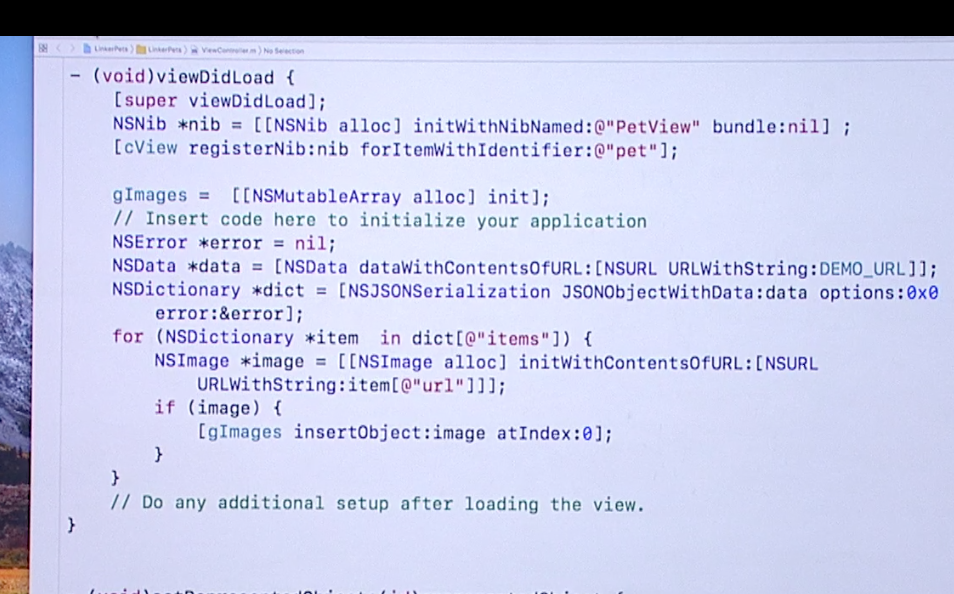 LinkerPets LinkerPets ViewController.m No Selection
- (void)viewDidLoad {
[super viewDidLoad];
NSNib *nib = [[NSNib alloc] initWithNibNamed:@"PetView" bundle:nil] ;
[cView registerNib:nib forItemWithIdentifier:@"pet"];
gImages =  [[NSMutableArray alloc] init];
// Insert code here to initialize your application
NSError *error = nil;
NSData *data = [NSData dataWithContentsOfURL:[NSURL URLWithString:DEMO_URL]];
NSDictionary *dict = [NSJSONSerialization JSONObjectWithData:data options:0x0
error:&error];
for (NSDictionary *item  in dict[@"items"]) {
NSImage *image = [[NSImage alloc] initWithContentsOfURL:[NSURL
URLWithString:item[@"url"]]];
if (image) {
[gImages insertObject:image atIndex:0];
}
}
// Do any additional setup after loading the view.
}